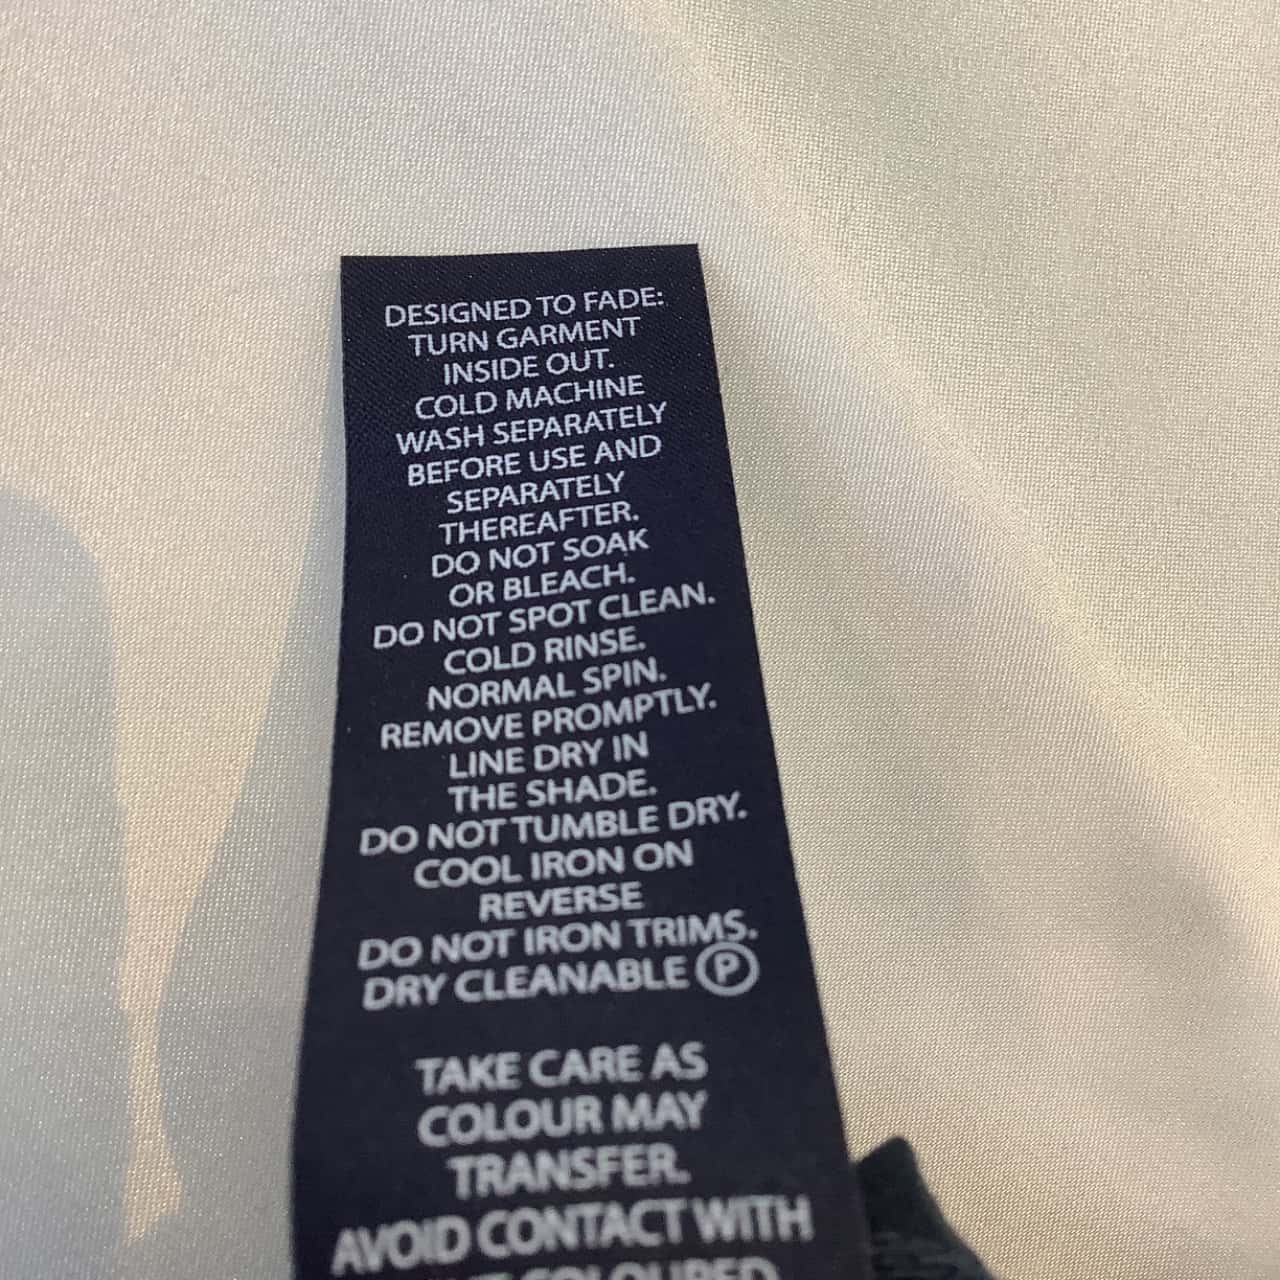 DESIGNED TO FADE:
TURN GARMENT
INSIDE OUT.
COLD MACHINE
WASH SEPARATELY
BEFORE USE AND
SEPARATELY
THEREAFTER.
DO NOT SOAK
OR BLEACH.
DO NOT SPOT CLEAN.
COLD RINSE.
NORMAL SPIN.
REMOVE PROMPTLY.
LINE DRY IN
THE SHADE.
DO NOT TUMBLE DRY.
COOL IRON ON
REVERSE
DO NOT IRON TRIMS.
DRY CLEANABLE Ⓟ
TAKE CARE AS
COLOUR MAY
TRANSFER.
AVOID CONTACT WITH
COLOURED